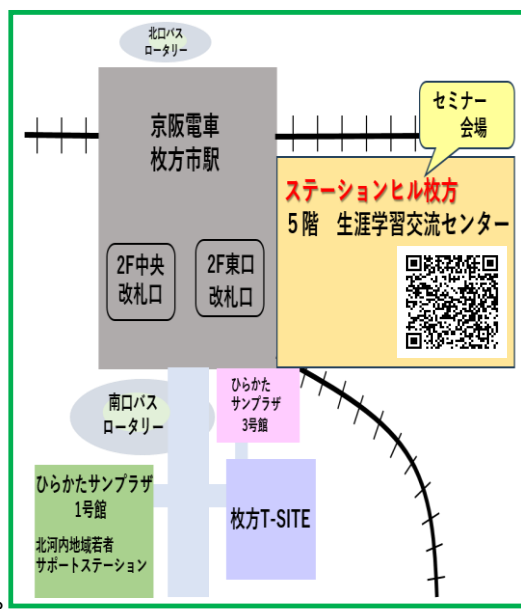 北口バス
ロータリー
京阪電車
枚方市駅
セミナー
会場
ステーションヒル枚方
5階　生涯学習交流センター
2F中央
改札口
2F東口
改札口
南口バス
ロータリー
ひらかた
サンプラザ
3号館
ひらかたサンプラザ
1号館
北河内地域若者
サポートステーション
枚方T-SITE